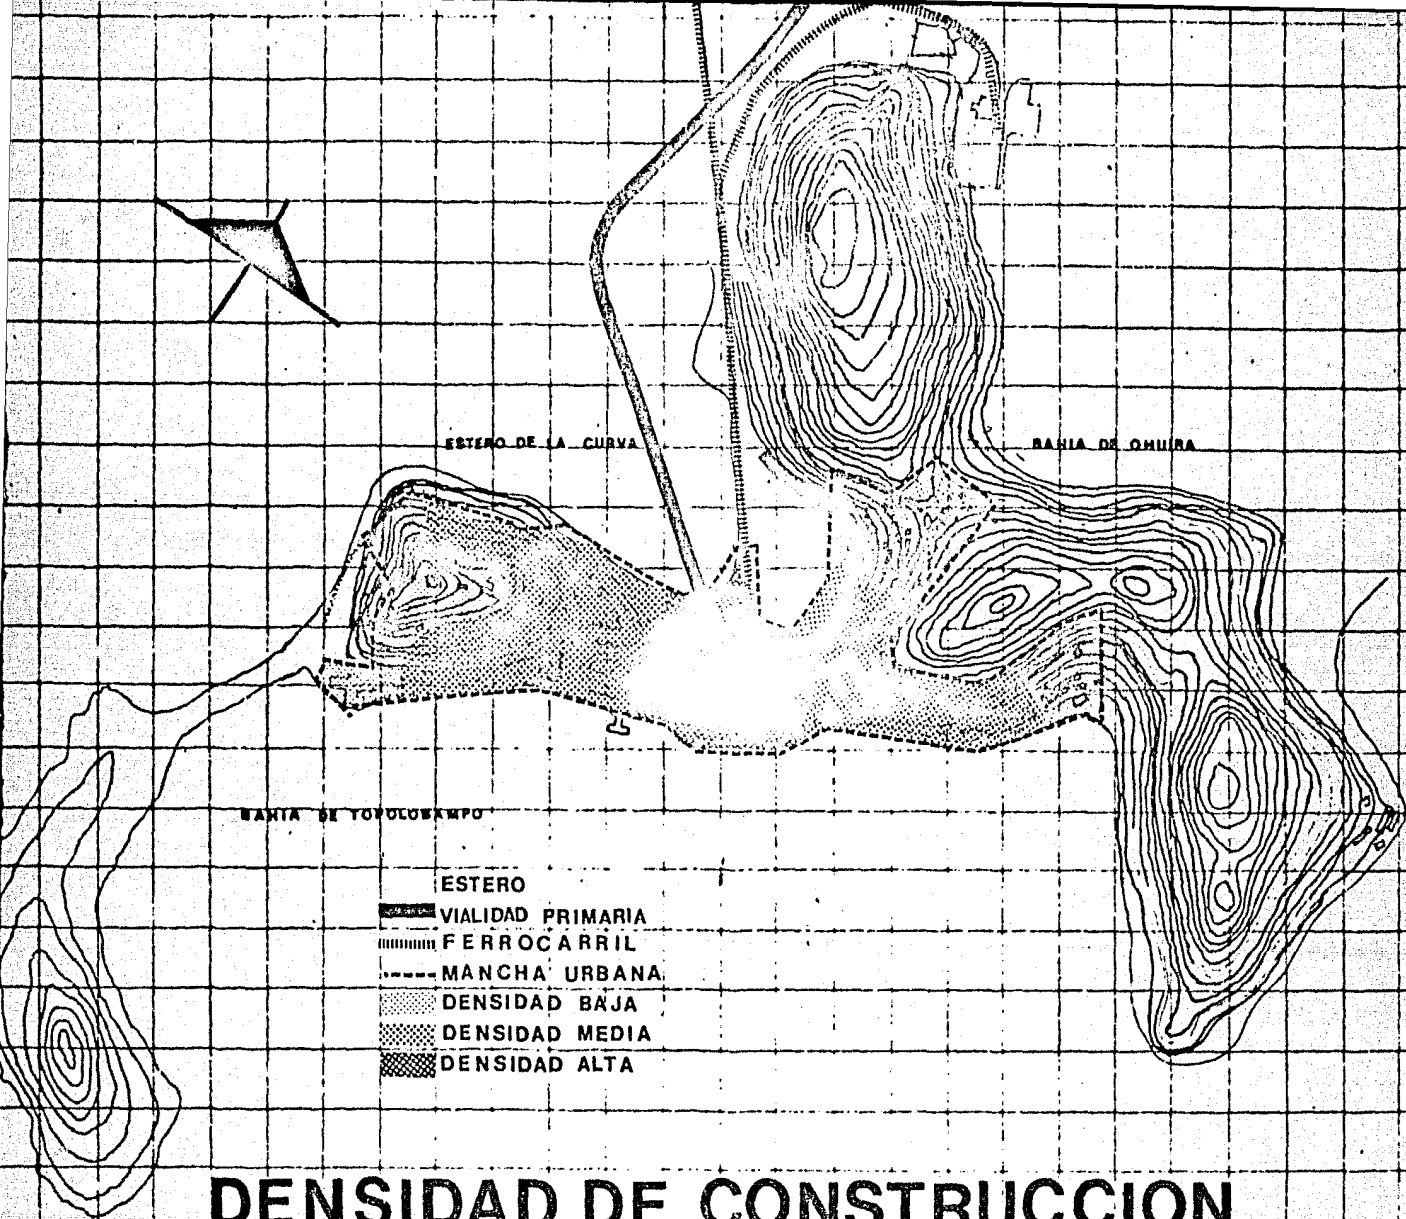 ESTERO DE LA CURVA
BAHIA DE OHUIRA
BAHIA DE TOPOLOBAMPO
ESTERO
VIALIDAD PRIMARIA
FERROCARRIL
MANCHA URBANA
DENSIDAD BAJA
DENSIDAD MEDIA
DENSIDAD ALTA
DENSIDAD DE CONSTRUCCION